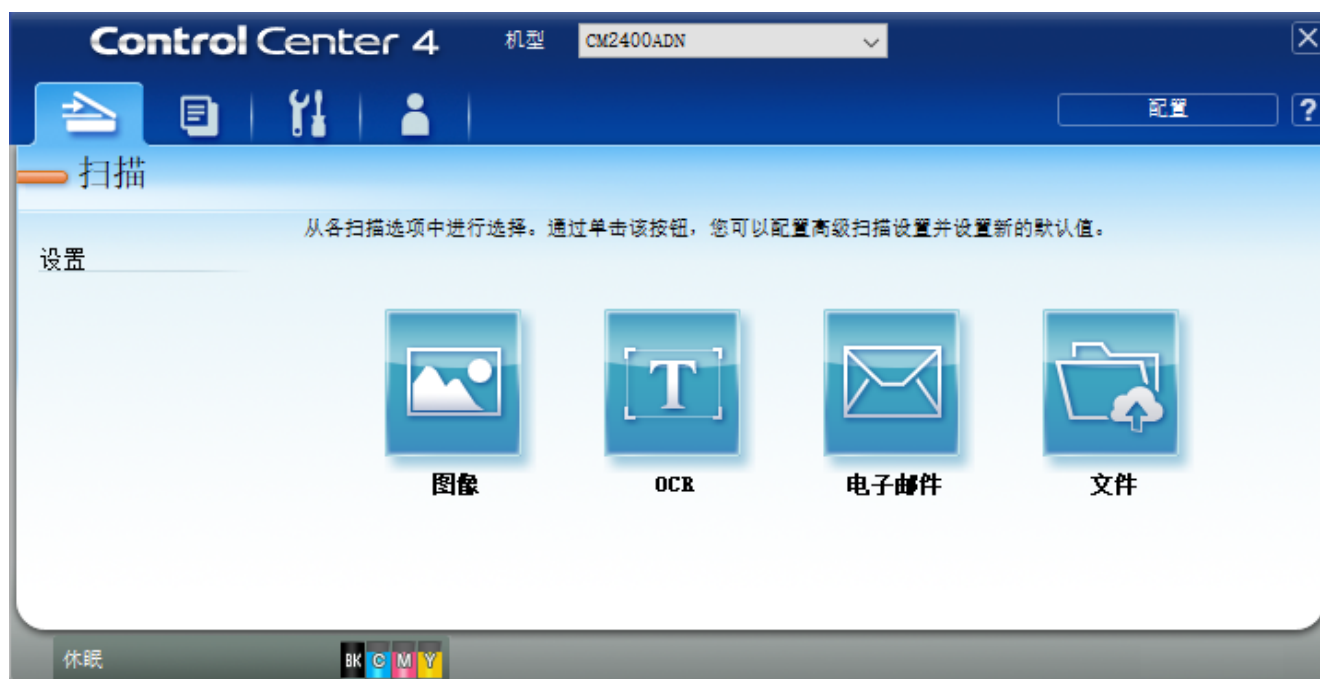 Control Center 4 机型 CM2400ADN
配置 ?
扫描
从各扫描选项中进行选择。通过单击该按钮，您可以配置高级扫描设置并设置新的默认值。
设置
T
图像 OCR 电子邮件 文件
休眠 BK C M Y